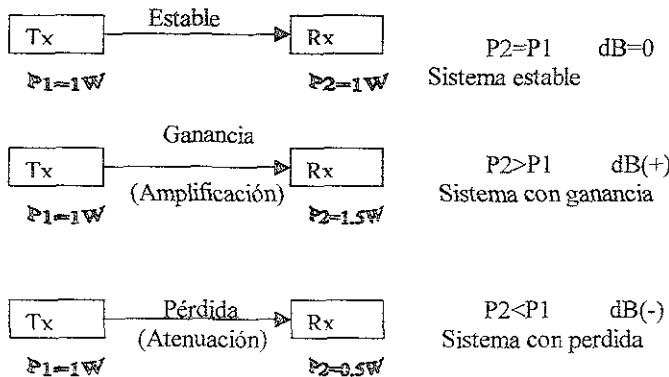 Estable
Tx Rx P2=P1 dB=0
P1=1W P2=1W Sistema estable
Ganancia
Tx Rx P2>P1 dB(+)
(Amplificación) Sistema con ganancia
P1=1W P2=1.5W
Pérdida
Tx Rx P2<P1 dB(-)
(Atenuación) Sistema con perdida
P1=1W P2=0.5W